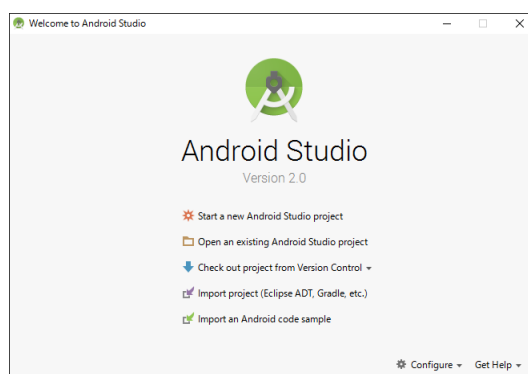 Welcome to Android Studio
Android Studio
Version 2.0
Start a new Android Studio project
Open an existing Android Studio project
Check out project from Version Control
Import project (Eclipse ADT, Gradle, etc.)
Import an Android code sample
Configure Get Help